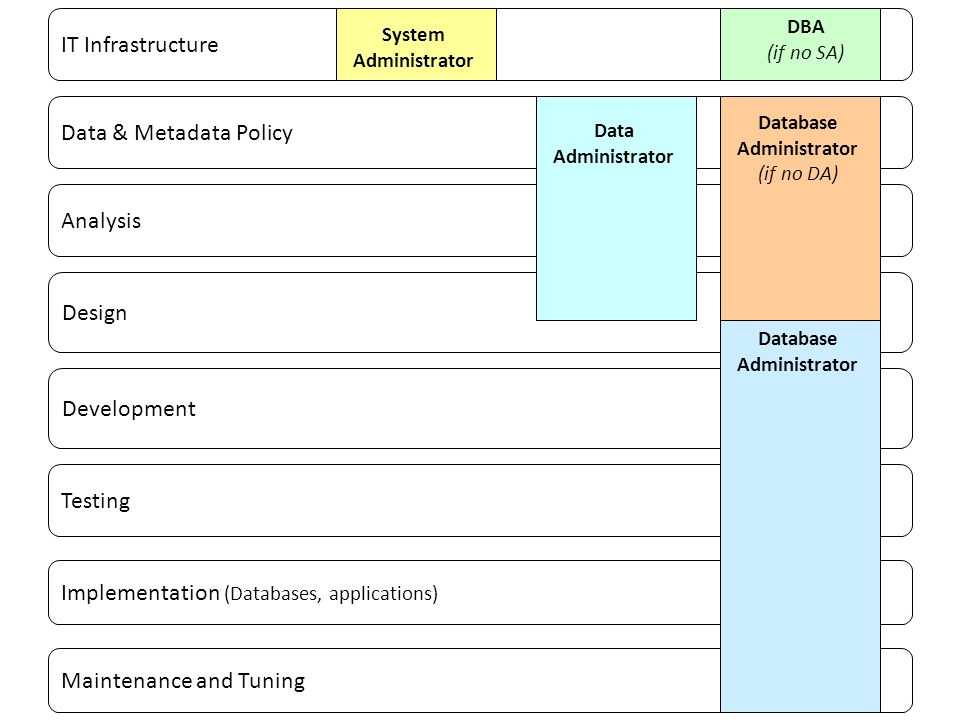 IT Infrastructure
System
Administrator
DBA
(if no SA)
Data & Metadata Policy
Data
Administrator
Database
Administrator
(if no DA)
Analysis
Design
Database
Administrator
Development
Testing
Implementation (Databases, applications)
Maintenance and Tuning